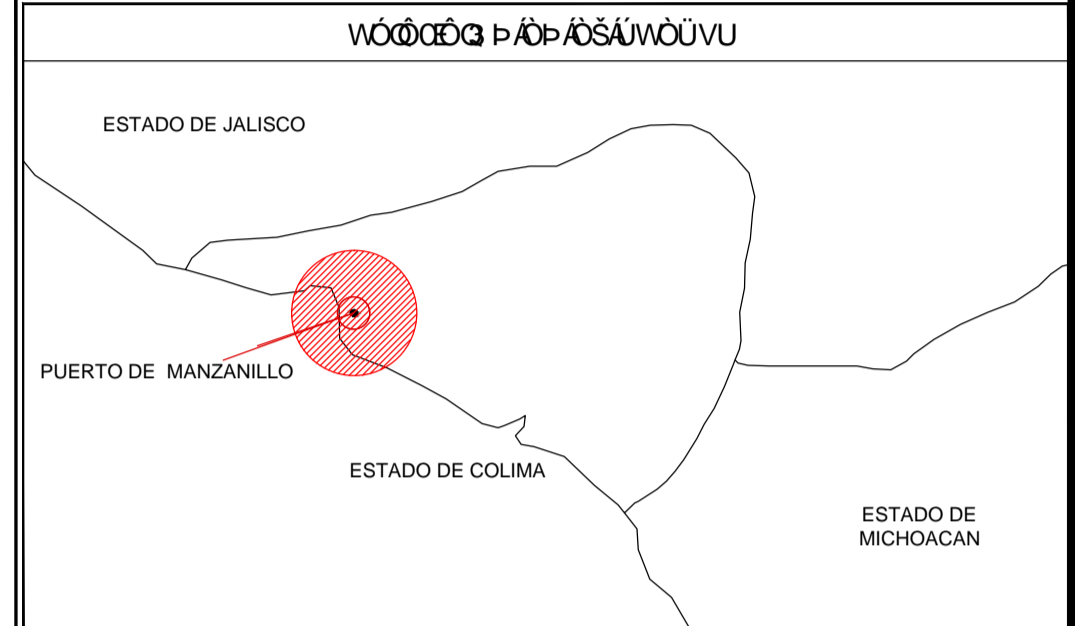 ESTADO DE JALISCO
PUERTO DE MANZANILLO
ESTADO DE COLIMA
ESTADO DE
MICHOACAN